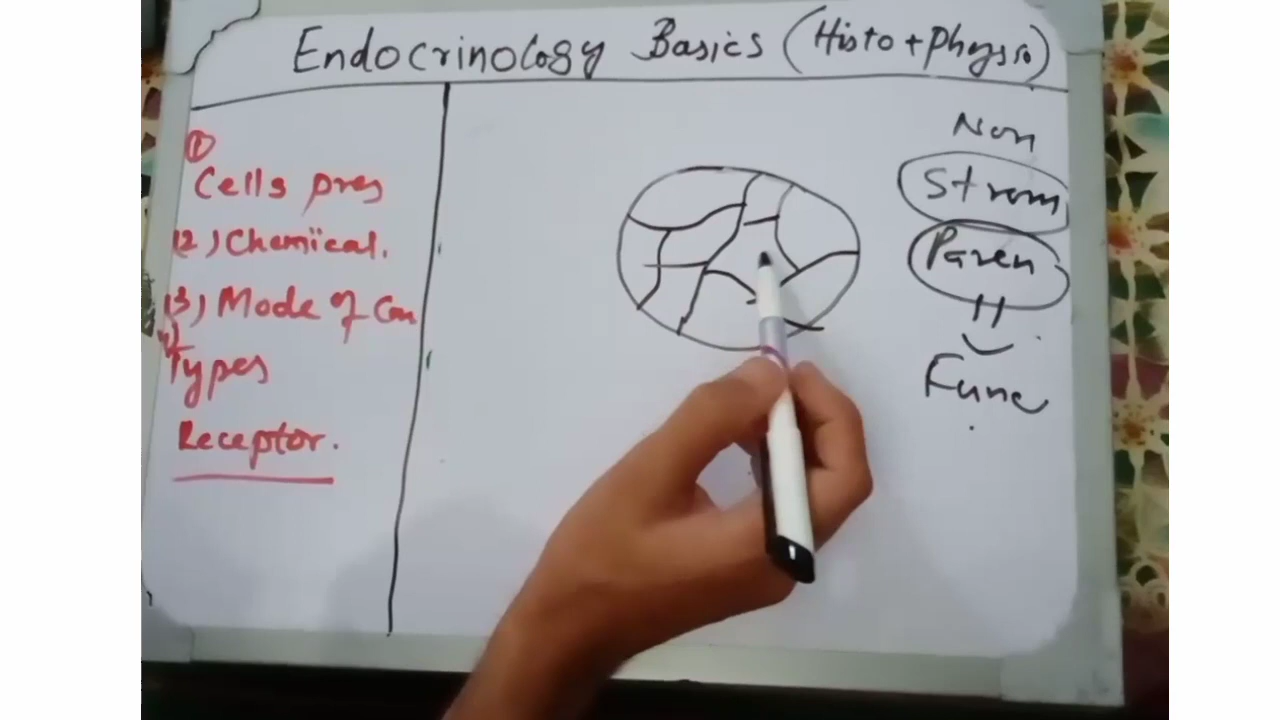 Endocrinology Basics (Histo + Physio)
①
Cells pres
(2) Chemical.
(3) Mode of Con
4)
Types
Receptor.
Non
Strom
Paren
Func